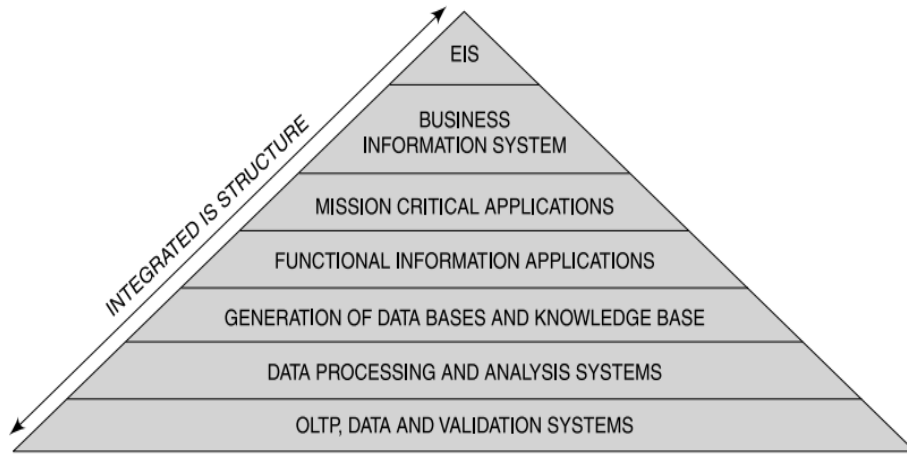 EIS
BUSINESS
INFORMATION SYSTEM
MISSION CRITICAL APPLICATIONS
FUNCTIONAL INFORMATION APPLICATIONS
GENERATION OF DATA BASES AND KNOWLEDGE BASE
DATA PROCESSING AND ANALYSIS SYSTEMS
OLTP, DATA AND VALIDATION SYSTEMS
INTEGRATED IS STRUCTURE